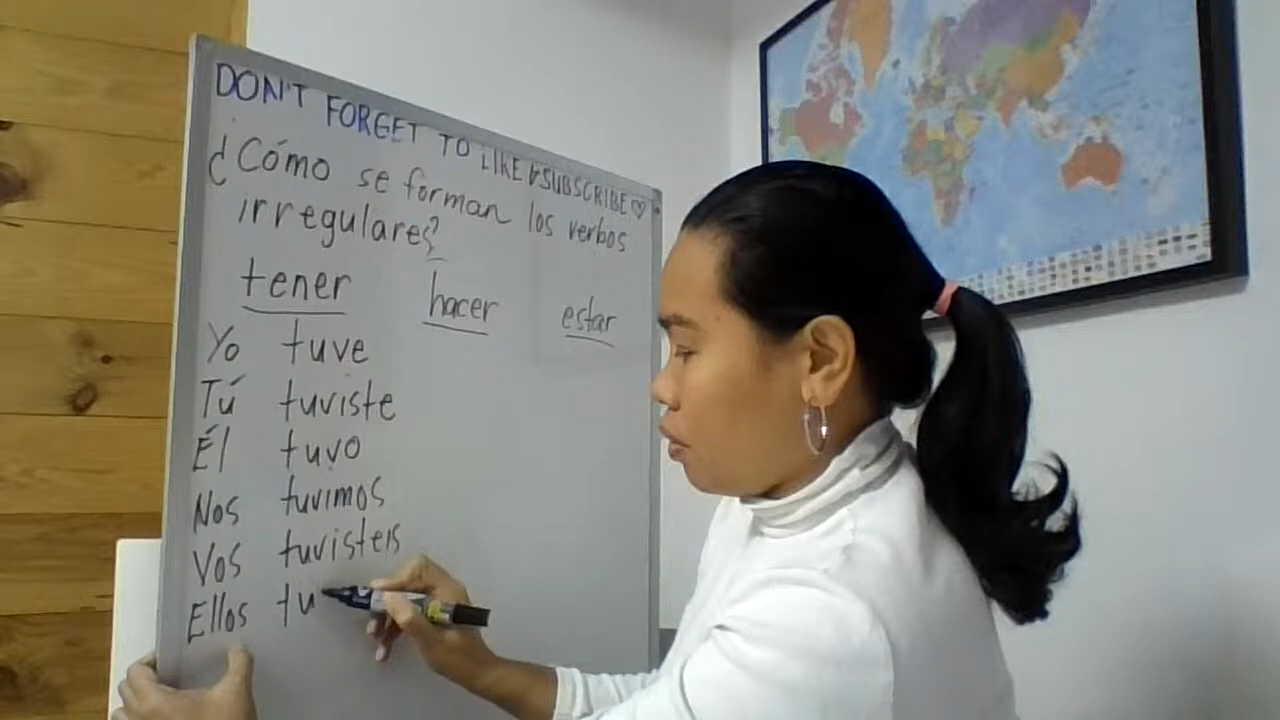 DON'T FORGET TO LIKE & SUBSCRIBE ♡
¿Cómo se forman los verbos
irregulares?
tener hacer estar
Yo tuve
Tú tuviste
Él tuvo
Nos tuvimos
Vos tuvisteis
Ellos tu